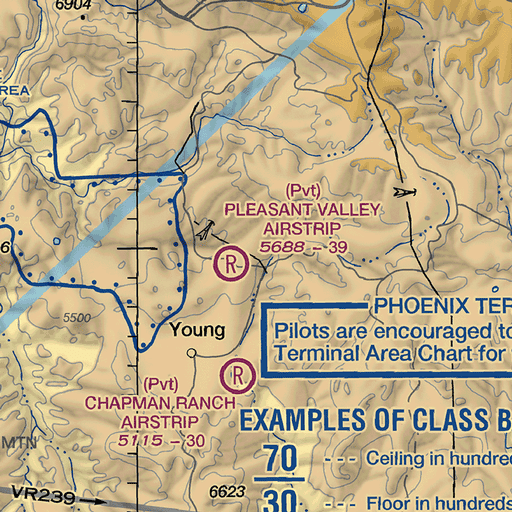 6904
REA
(Pvt)
PLEASANT VALLEY
AIRSTRIP
5688 - 39
R
6
5500
Young
PHOENIX TER
Pilots are encouraged to
Terminal Area Chart for
(Pvt)
R
CHAPMAN RANCH
AIRSTRIP
5115 - 30
EXAMPLES OF CLASS B
MTN
70
--- Ceiling in hundred
30
--- Floor in hundreds
VR239
6623